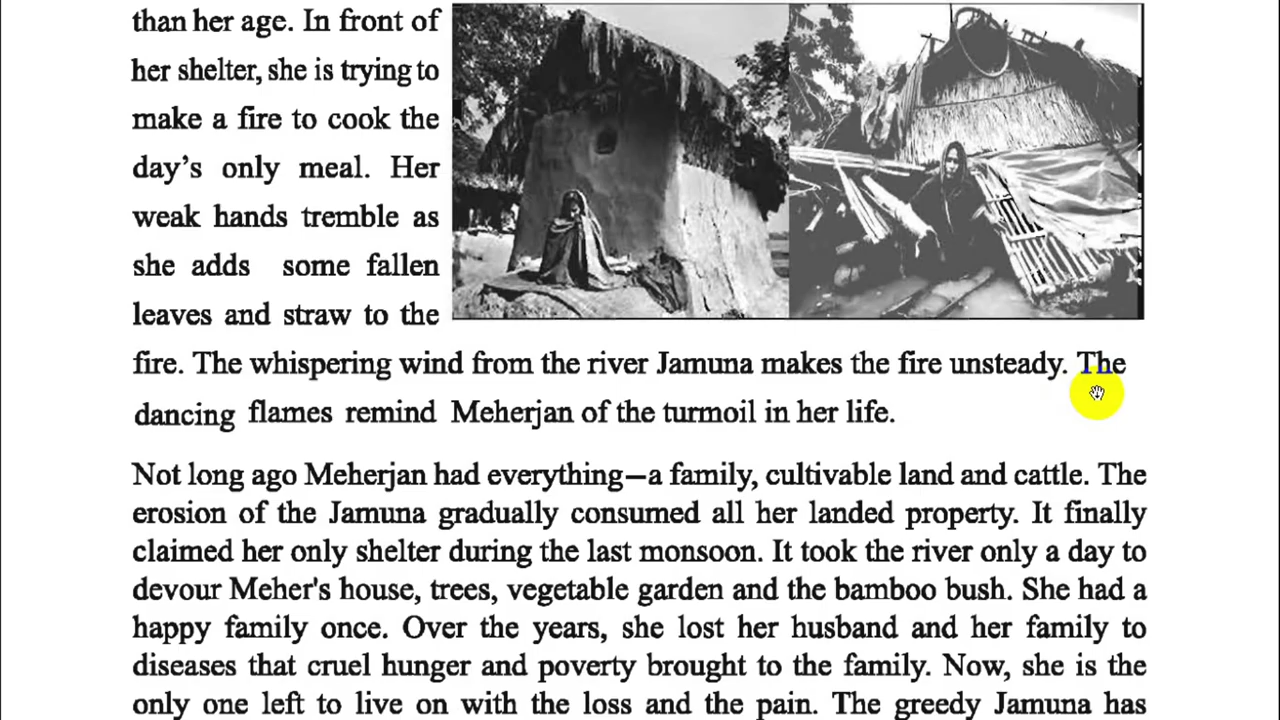 than her age. In front of
her shelter, she is trying to
make a fire to cook the
day’s only meal. Her
weak hands tremble as
she adds some fallen
leaves and straw to the
fire. The whispering wind from the river Jamuna makes the fire unsteady. The
dancing flames remind Meherjan of the turmoil in her life.
Not long ago Meherjan had everything—a family, cultivable land and cattle. The
erosion of the Jamuna gradually consumed all her landed property. It finally
claimed her only shelter during the last monsoon. It took the river only a day to
devour Meher's house, trees, vegetable garden and the bamboo bush. She had a
happy family once. Over the years, she lost her husband and her family to
diseases that cruel hunger and poverty brought to the family. Now, she is the
only one left to live on with the loss and the pain. The greedy Jamuna has